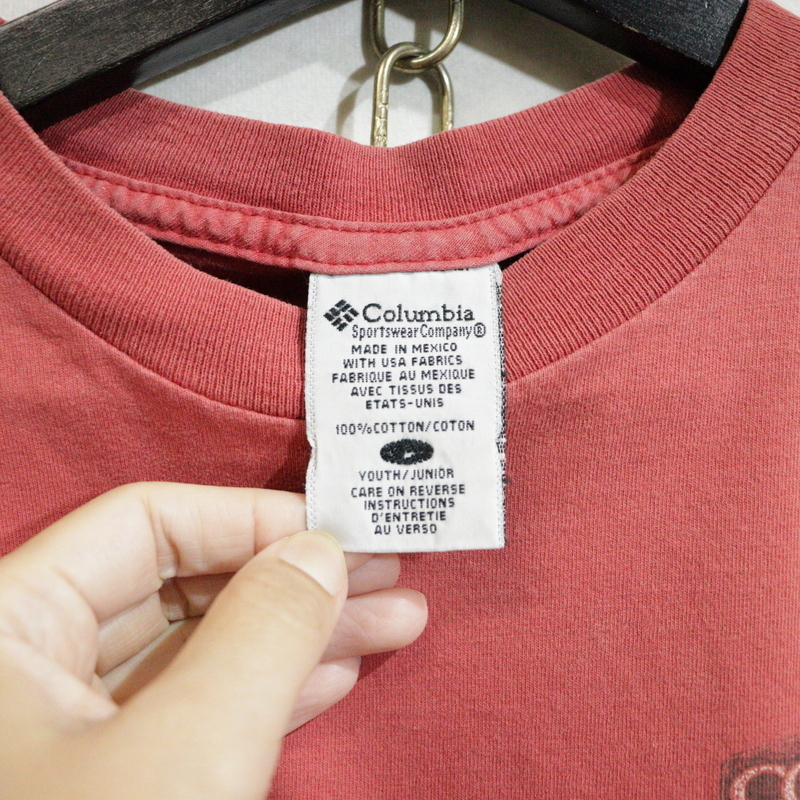 Columbia
Sportswear Company®
MADE IN MEXICO
WITH USA FABRICS
FABRIQUE AU MEXIQUE
AVEC TISSUS DES
ETATS-UNIS
100%COTTON/COTON
L
YOUTH/JUNIOR
CARE ON REVERSE
INSTRUCTIONS
D'ENTRETIE
AU VERSO
CO